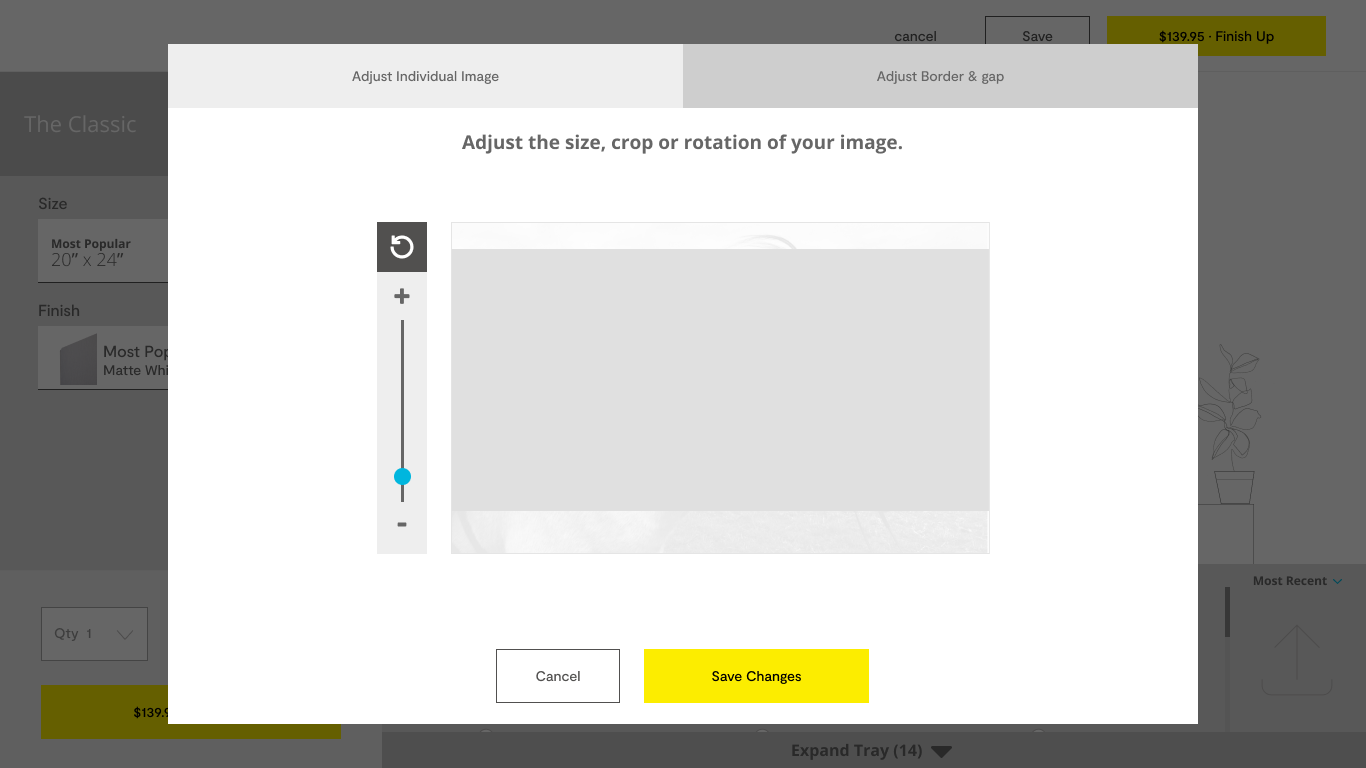 cancel
Save
$139.95 · Finish Up
Adjust Individual Image
Adjust Border & gap
The Classic
Adjust the size, crop or rotation of your image.
Size
Most Popular
20″ x 24″
Finish
Most Pop
Matte Whi
+
-
Most Recent
Qty 1
Cancel
Save Changes
$139.9
Expand Tray (14)